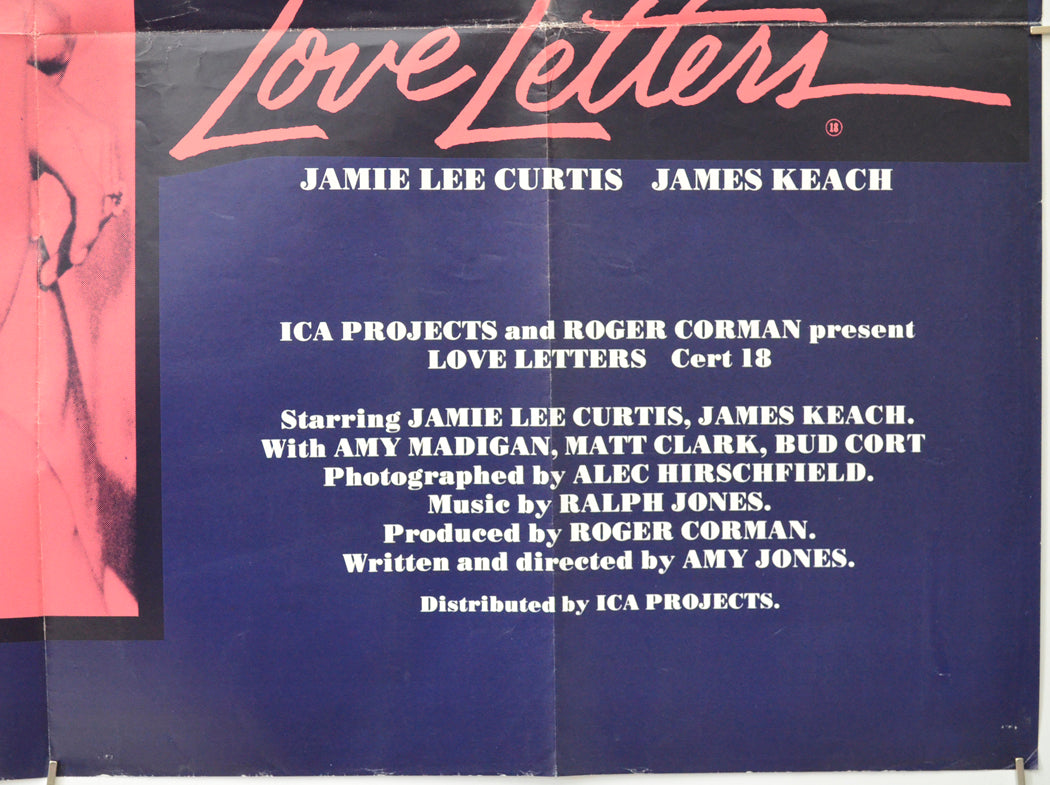 Love Letters
18
JAMIE LEE CURTIS JAMES KEACH
ICA PROJECTS and ROGER CORMAN present
LOVE LETTERS Cert 18
Starring JAMIE LEE CURTIS, JAMES KEACH.
With AMY MADIGAN, MATT CLARK, BUD CORT
Photographed by ALEC HIRSCHFIELD.
Music by RALPH JONES.
Produced by ROGER CORMAN.
Written and directed by AMY JONES.
Distributed by ICA PROJECTS.